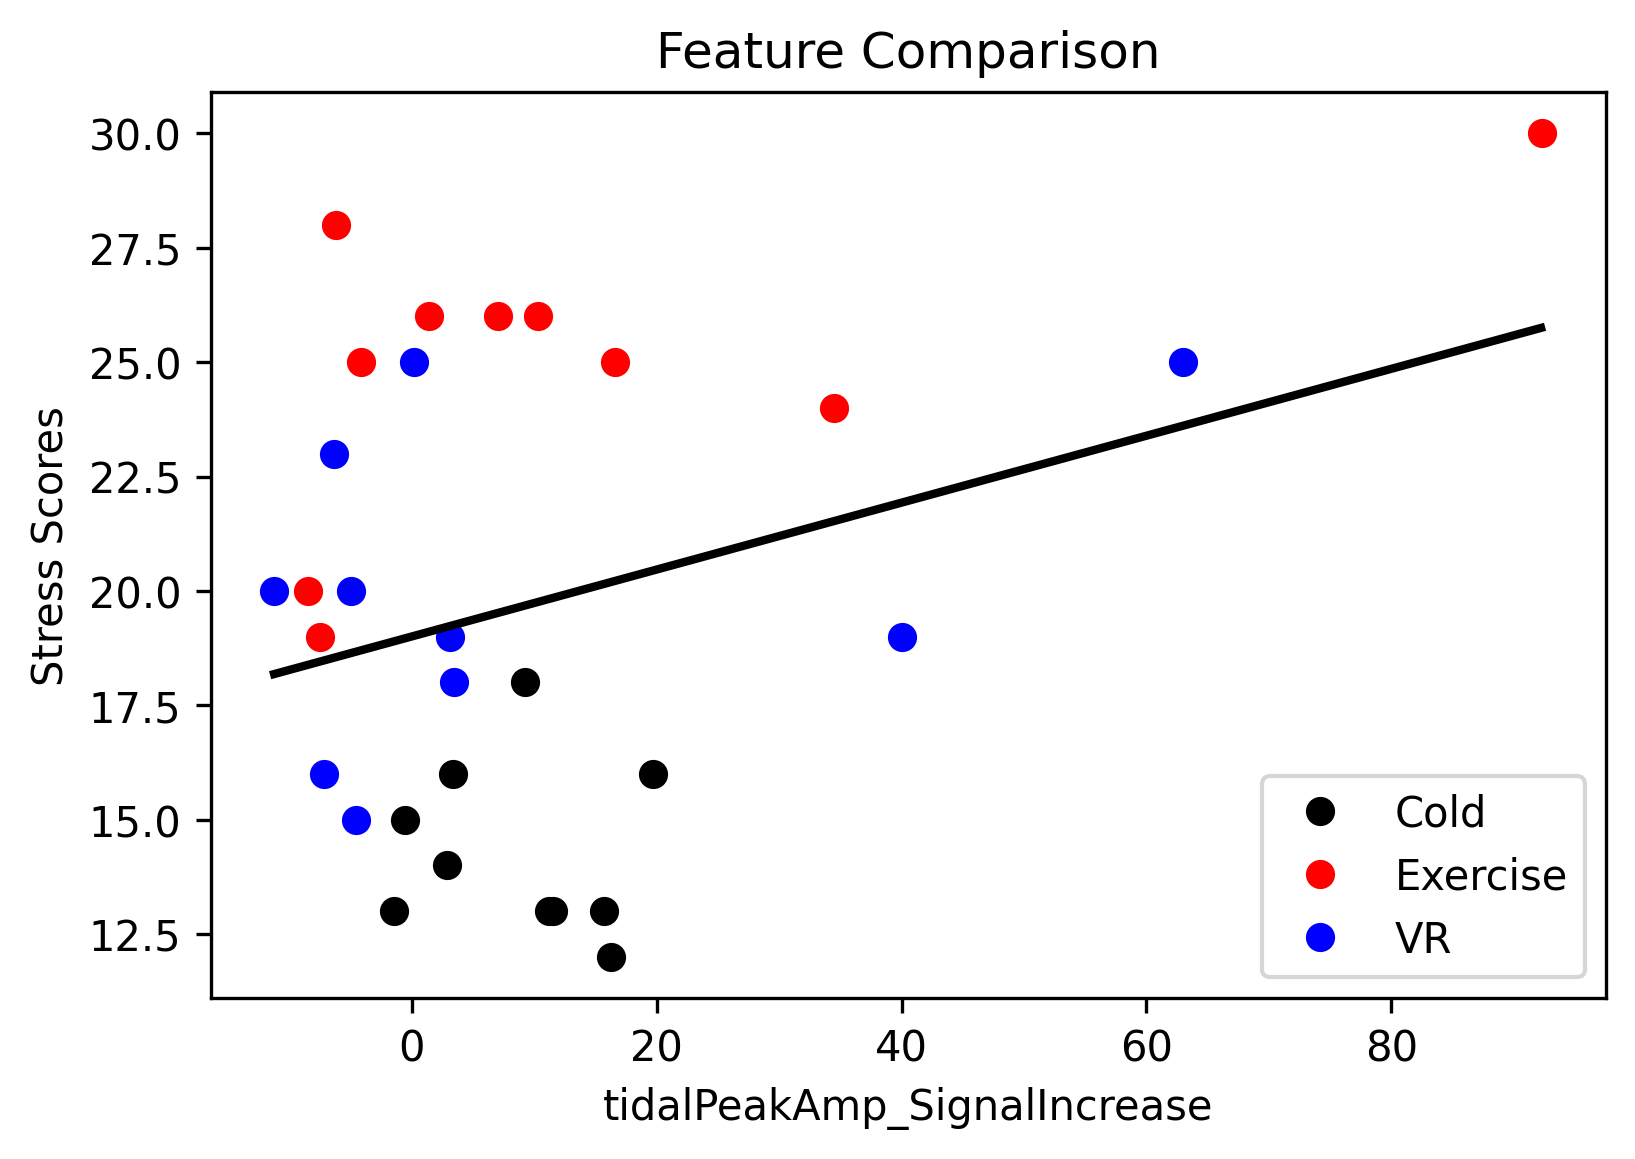 Feature Comparison
30.0
27.5
25.0
22.5
20.0
17.5
15.0
12.5
Stress Scores
Cold
Exercise
VR
0 20 40 60 80
tidalPeakAmp_SignalIncrease